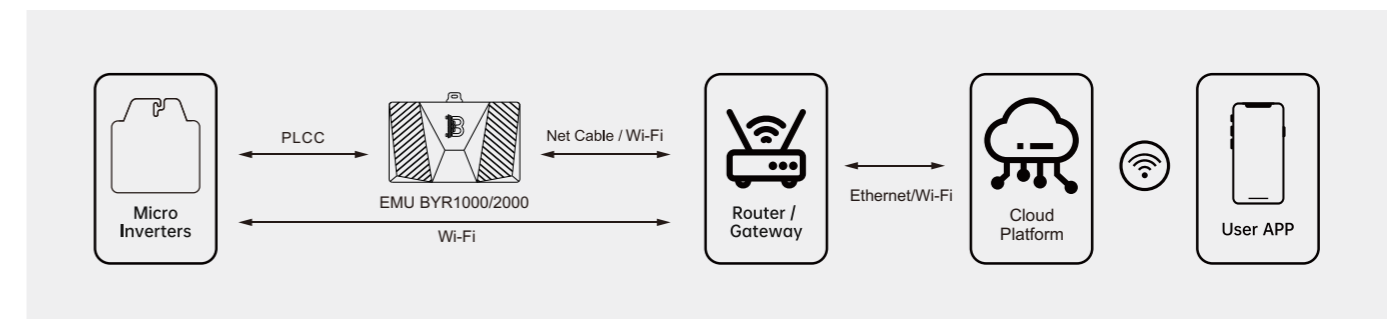 PLCC
Net Cable / Wi-Fi
EMU BYR1000/2000
Wi-Fi
Ethernet/Wi-Fi
Micro
Inverters
Router /
Gateway
Cloud
Platform
User APP